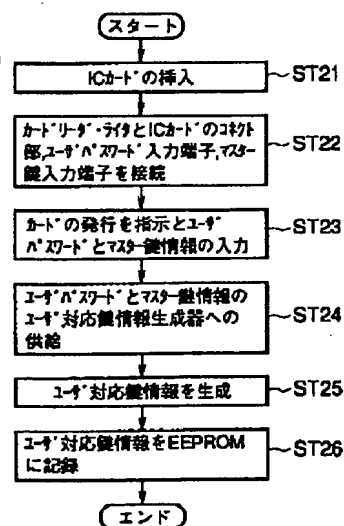 スタート
ICカードの挿入
ST21
カードリーダ・ライタとICカードのコネクト
部,ユーザパスワード入力端子,マスター
鍵入力端子を接続
ST22
カードの発行を指示とユーザ
パスワードとマスター鍵情報の入力
ST23
ユーザパスワードとマスター鍵情報の
ユーザ対応鍵情報生成器への
供給
ST24
ユーザ対応鍵情報を生成
ST25
ユーザ対応鍵情報をEEPROM
に記録
ST26
エンド